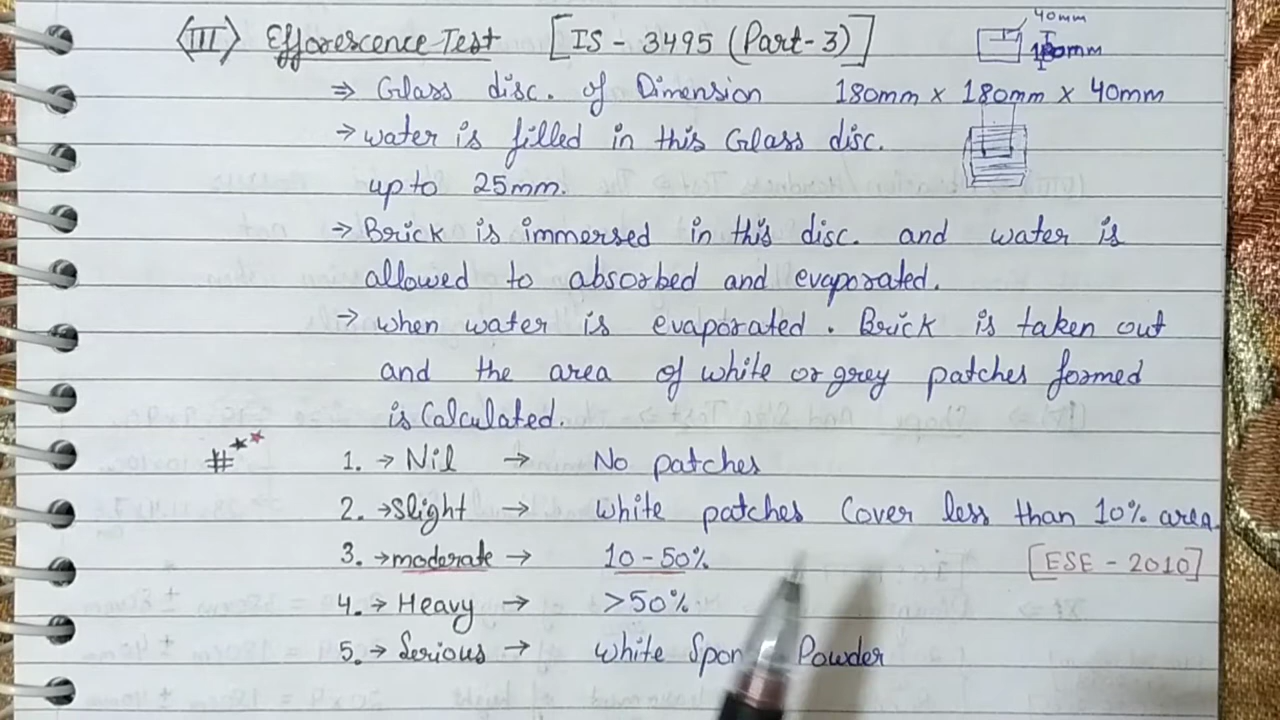 (III) Efforescence Test [IS - 3495 (Part-3)]
40mm
⇒ Glass disc. of Dimension 180mm x 180mm x 40mm
→ water is filled in this Glass disc.
upto 25mm.
→ Brick is immersed in this disc. and water is
allowed to absorbed and evaporated.
→ when water is evaporated. Brick is taken out
and the area of white or grey patches formed
is Calculated.
# 1. → Nil → No patches
2. → Slight → white patches Cover less than 10% area.
3. → moderate → 10-50% [ESE - 2010]
4. → Heavy → >50%
5. → Serious → white Powder